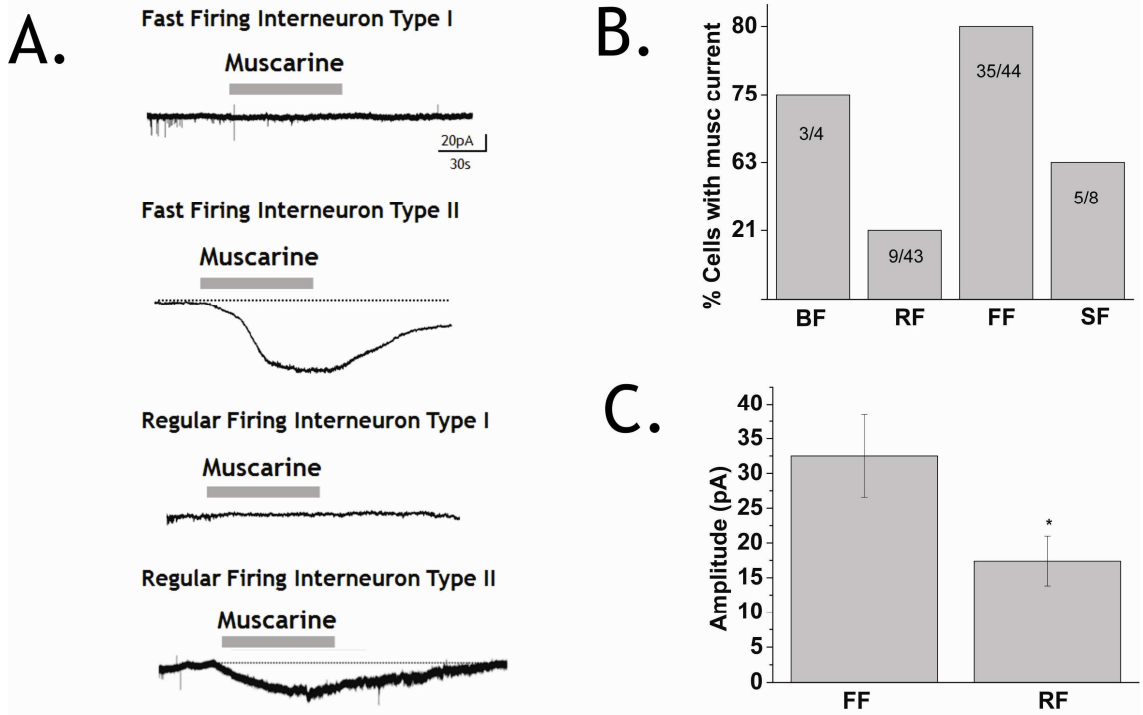 A.
Fast Firing Interneuron Type I
Muscarine
20pA
30s
Fast Firing Interneuron Type II
Muscarine
Regular Firing Interneuron Type I
Muscarine
Regular Firing Interneuron Type II
Muscarine
B.
% Cells with musc current
80
75
63
21
3/4
9/43
35/44
5/8
BF RF FF SF
C.
Amplitude (pA)
40
35
30
25
20
15
10
5
0
*
FF RF